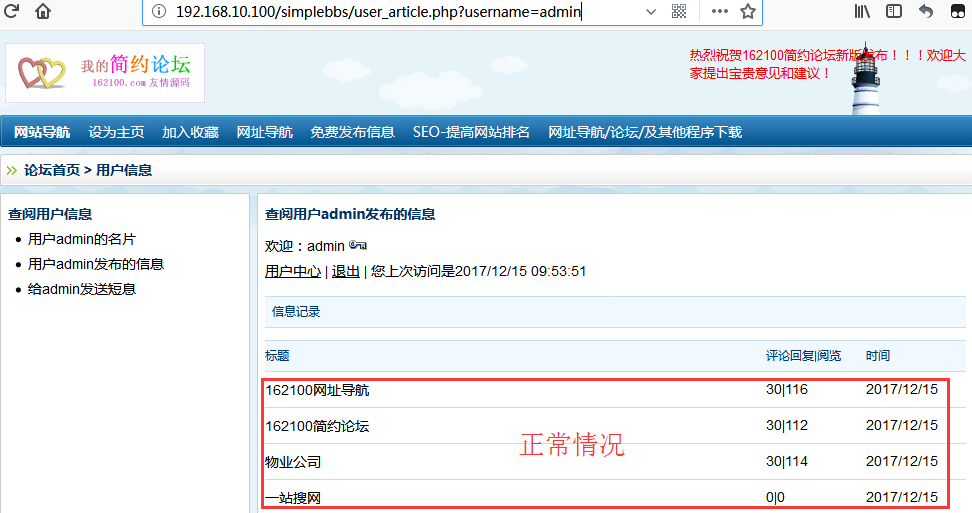 192.168.10.100/simplebbs/user_article.php?username=admin
我的简约论坛
162100.com 友情源码
热烈祝贺162100简约论坛新版发布！！！欢迎大
家提出宝贵意见和建议！
网站导航 设为主页 加入收藏 网址导航 免费发布信息 SEO-提高网站排名 网址导航/论坛/及其他程序下载
论坛首页 > 用户信息
查阅用户信息
用户admin的名片
用户admin发布的信息
给admin发送短息
查阅用户admin发布的信息
欢迎：admin
用户中心 | 退出 | 您上次访问是2017/12/15 09:53:51
信息记录
标题 评论回复|阅览 时间
162100网址导航 30|116 2017/12/15
162100简约论坛 30|112 2017/12/15
正常情况
物业公司 30|114 2017/12/15
一站搜网 0|0 2017/12/15